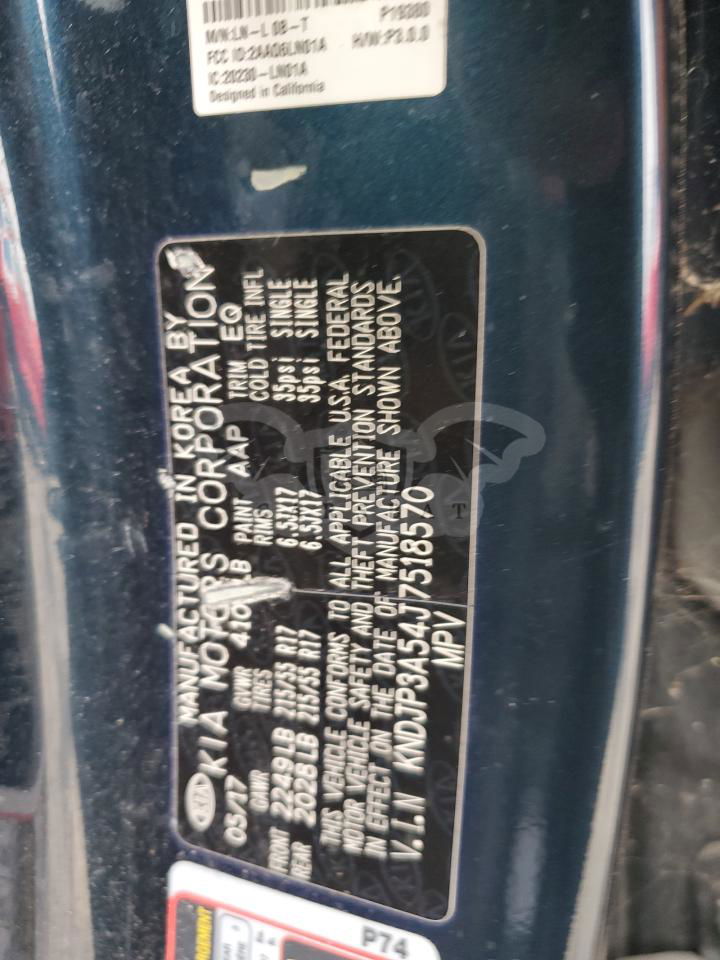 M/N:LN-L 08-T P19380
FCC ID:2AAO6LN01A H/W:P3.0.0
IC:20230-LN01A
Designed in California
MANUFACTURED IN KOREA BY
KIA MOTORS CORPORATION
05/17 GVWR LB PAINT AAP TRIM EQ
GAWR TIRES RIMS COLD TIRE INFL
FRONT 2249LB 215/55 R17 6.5JX17 35psi SINGLE
REAR 2028LB 215/55 R17 6.5JX17 35psi SINGLE
THIS VEHICLE CONFORMS TO ALL APPLICABLE U.S.A. FEDERAL
MOTOR VEHICLE SAFETY AND THEFT PREVENTION STANDARDS
IN EFFECT ON THE DATE OF MANUFACTURE SHOWN ABOVE.
V.I.N KNDJP3A54J7518570
MPV
P74